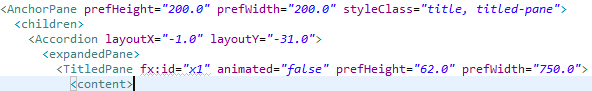 <AnchorPane prefHeight="200.0" prefWidth="200.0" styleClass="title, titled-pane">
<children>
<Accordion layoutX="-1.0" layoutY="-31.0">
<expandedPane>
<TitledPane fx:id="x1" animated="false" prefHeight="62.0" prefWidth="750.0">
<content>